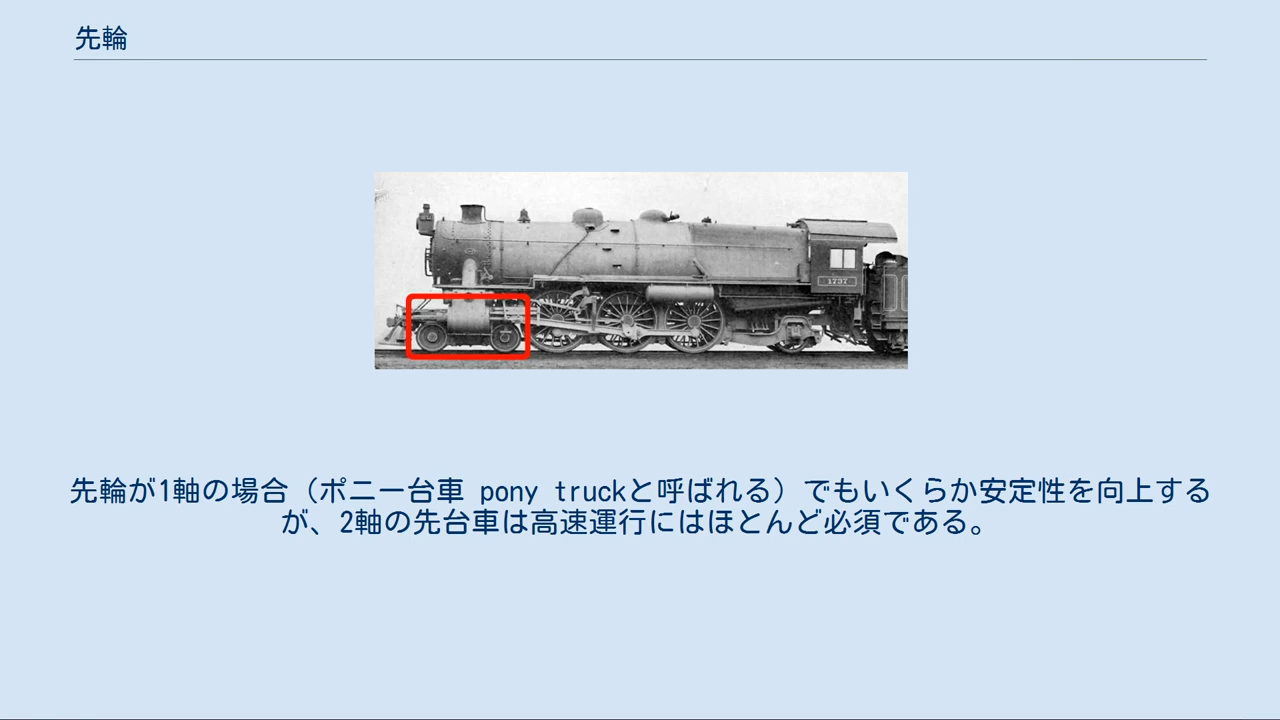 先輪
1737
先輪が1軸の場合（ポニー台車 pony truckと呼ばれる）でもいくらか安定性を向上する
が、2軸の先台車は高速運行にはほとんど必須である。